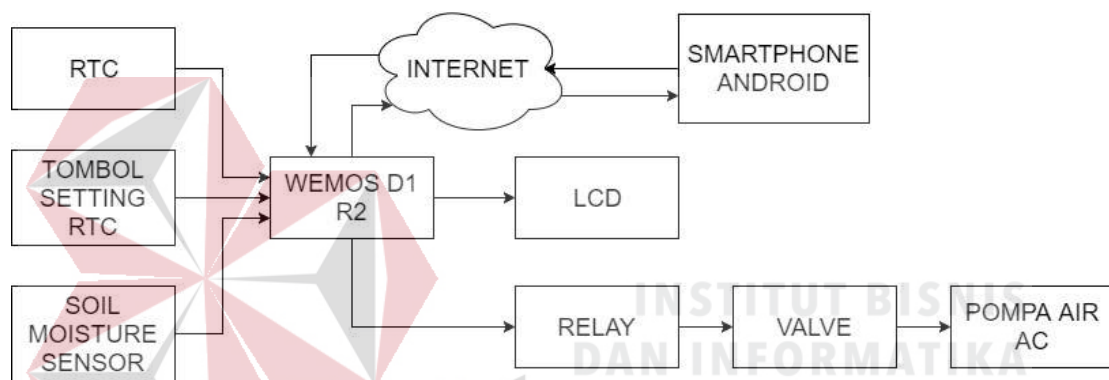 RTC
INTERNET
SMARTPHONE
ANDROID
TOMBOL
SETTING
RTC
WEMOS D1
R2
LCD
SOIL
MOISTURE
SENSOR
RELAY
VALVE
POMPA AIR
AC
INSTITUT BISNIS
DAN INFORMATIKA